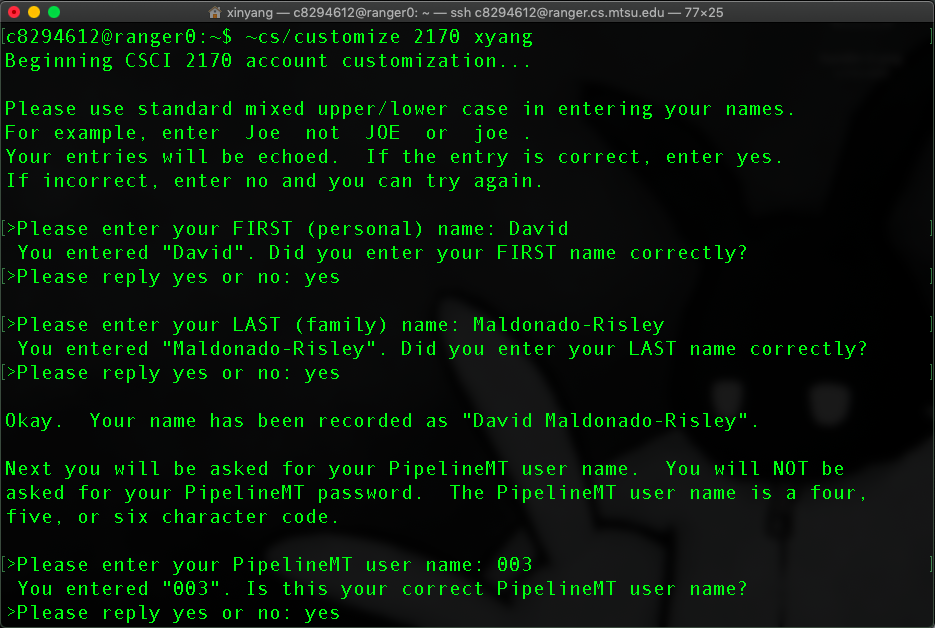 xinyang — c8294612@ranger0: ~ — ssh c8294612@ranger.cs.mtsu.edu — 77×25
[c8294612@ranger0:~$ ~cs/customize 2170 xyang ]
Beginning CSCI 2170 account customization...
Please use standard mixed upper/lower case in entering your names.
For example, enter  Joe  not  JOE  or  joe .
Your entries will be echoed.  If the entry is correct, enter yes.
If incorrect, enter no and you can try again.
[>Please enter your FIRST (personal) name: David ]
 You entered "David". Did you enter your FIRST name correctly?
[>Please reply yes or no: yes ]
[>Please enter your LAST (family) name: Maldonado-Risley ]
 You entered "Maldonado-Risley". Did you enter your LAST name correctly?
[>Please reply yes or no: yes ]
Okay.  Your name has been recorded as "David Maldonado-Risley".
Next you will be asked for your PipelineMT user name.  You will NOT be
asked for your PipelineMT password.  The PipelineMT user name is a four,
five, or six character code.
[>Please enter your PipelineMT user name: 003 ]
 You entered "003". Is this your correct PipelineMT user name?
>Please reply yes or no: yes